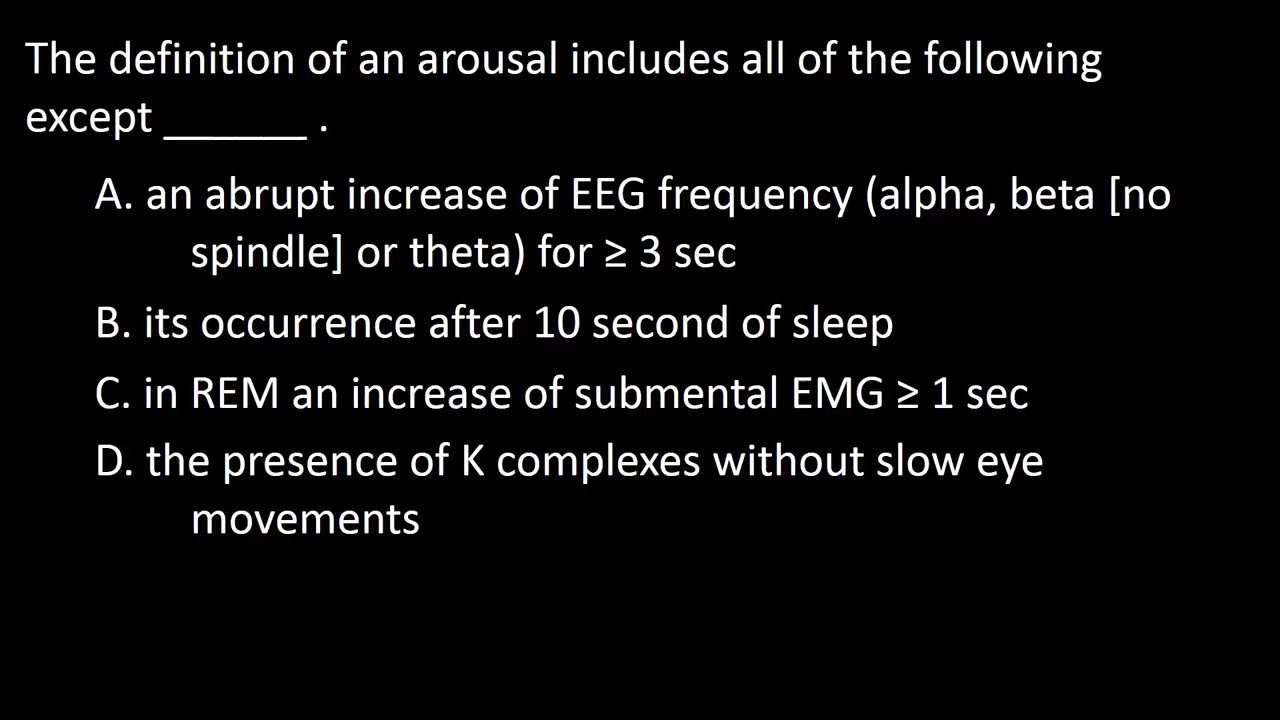 The definition of an arousal includes all of the following
except ______ .
A. an abrupt increase of EEG frequency (alpha, beta [no
spindle] or theta) for ≥ 3 sec
B. its occurrence after 10 second of sleep
C. in REM an increase of submental EMG ≥ 1 sec
D. the presence of K complexes without slow eye
movements